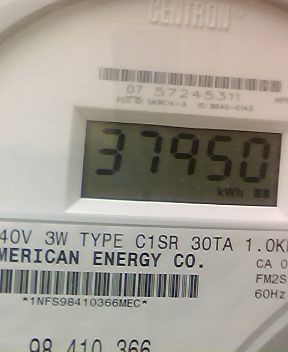 CENTRON®
07 57245311
37950
kWh
40V 3W TYPE C1SR 30TA 1.0K
MERICAN ENERGY CO.
CA 0
FM2S
60Hz
*1NFS98410366MEC*
98 410 366